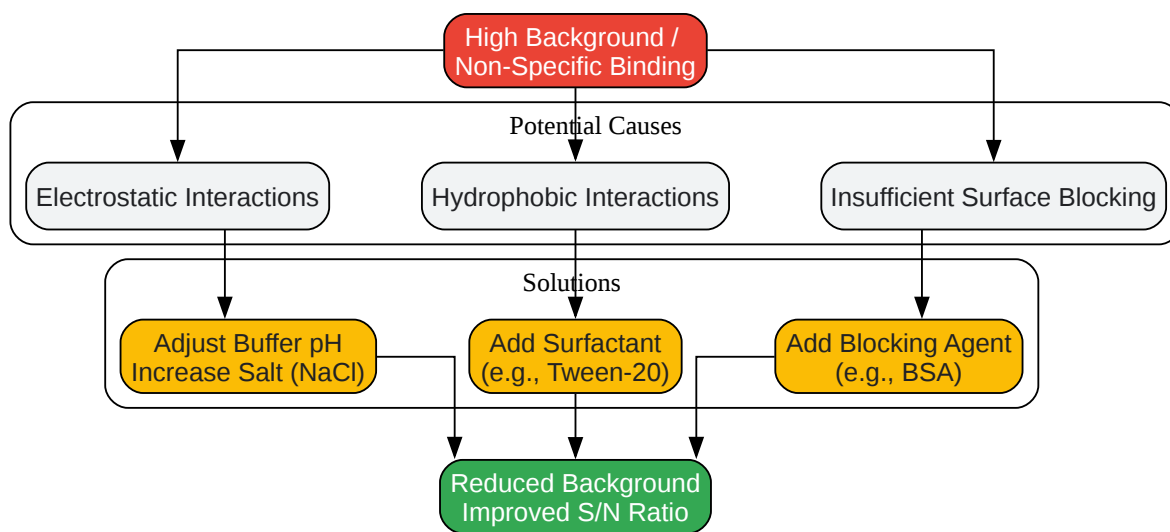 High Background /
Non-Specific Binding
Potential Causes
Electrostatic Interactions
Hydrophobic Interactions
Insufficient Surface Blocking
Solutions
Adjust Buffer pH
Increase Salt (NaCl)
Add Surfactant
(e.g., Tween-20)
Add Blocking Agent
(e.g., BSA)
Reduced Background
Improved S/N Ratio